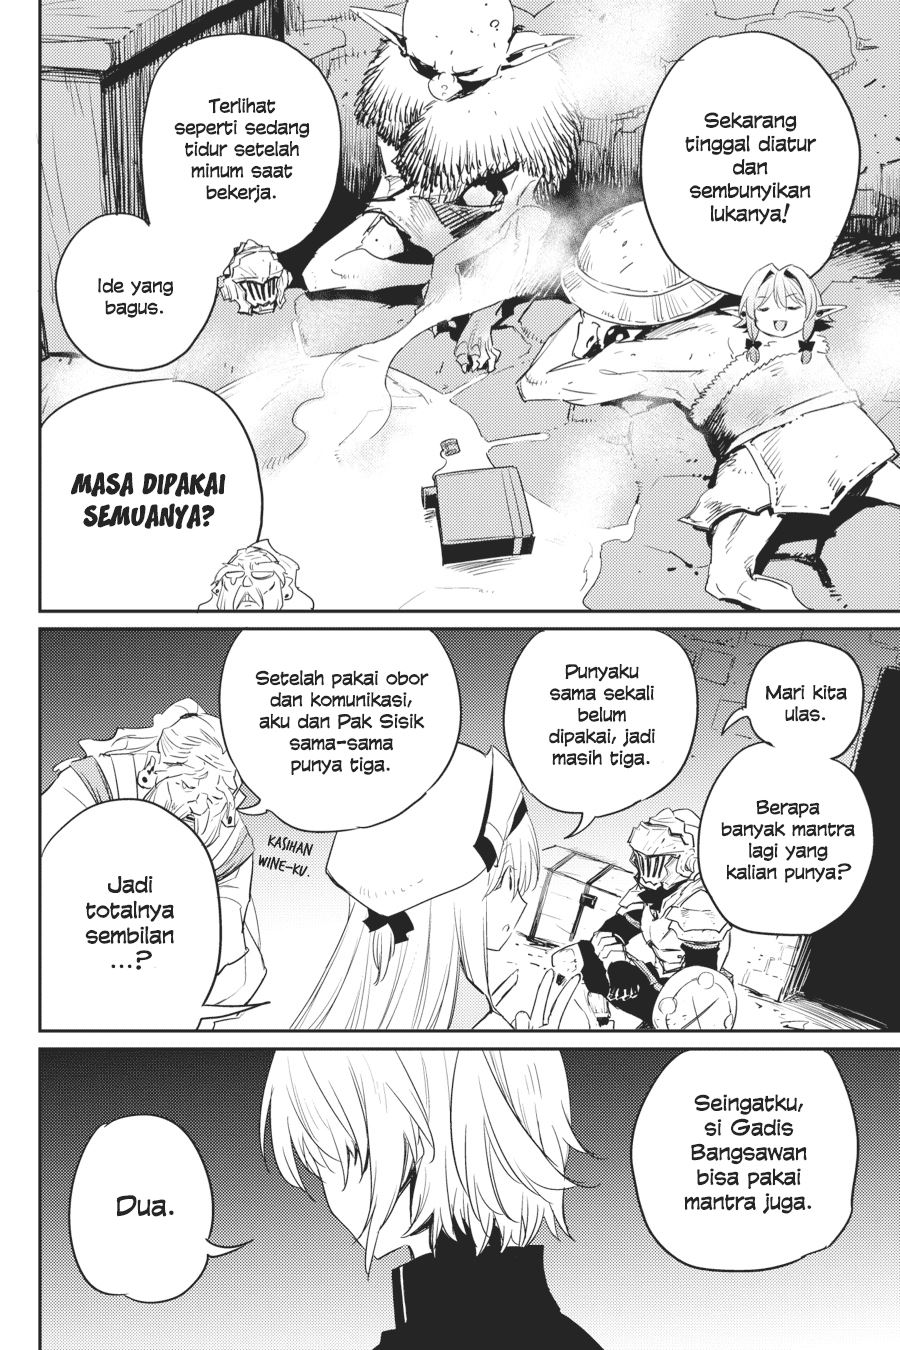 Sekarang
tinggal diatur
dan
sembunyikan
lukanya!
Terlihat
seperti sedang
tidur setelah
minum saat
bekerja.
Ide yang
bagus.
MASA DIPAKAI
SEMUANYA?
Mari kita
ulas.
Berapa
banyak mantra
lagi yang
kalian punya?
Punyaku
sama sekali
belum
dipakai, jadi
masih tiga.
Setelah pakai obor
dan komunikasi,
aku dan Pak Sisik
sama-sama
punya tiga.
KASIHAN
WINE-KU.
Jadi
totalnya
sembilan
...?
Seingatku,
si Gadis
Bangsawan
bisa pakai
mantra juga.
Dua.